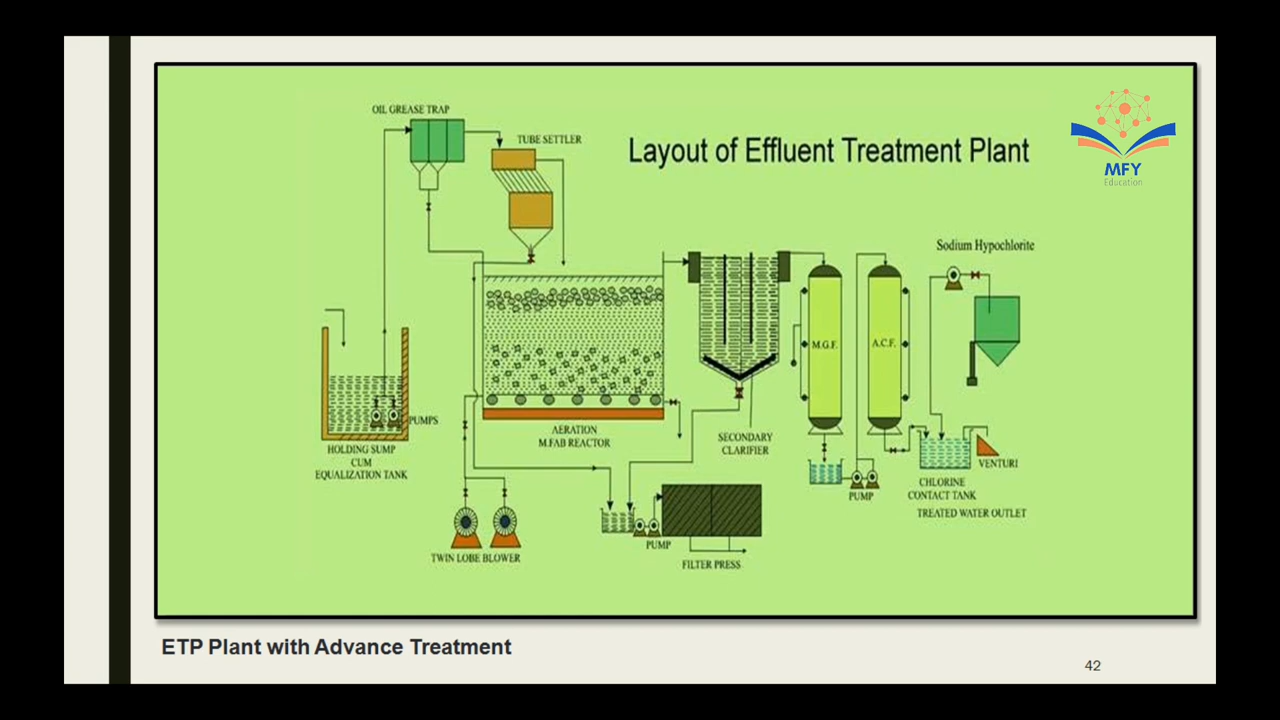 OIL GREASE TRAP
TUBE SETTLER
Layout of Effluent Treatment Plant
MFY
Education
Sodium Hypochlorite
M.G.F.
A.C.F.
PUMPS
HOLDING SUMP
CUM
EQUALIZATION TANK
AERATION
M.FAB REACTOR
SECONDARY
CLARIFIER
VENTURI
CHLORINE
CONTACT TANK
PUMP
TREATED WATER OUTLET
TWIN LOBE BLOWER
PUMP
FILTER PRESS
ETP Plant with Advance Treatment
42